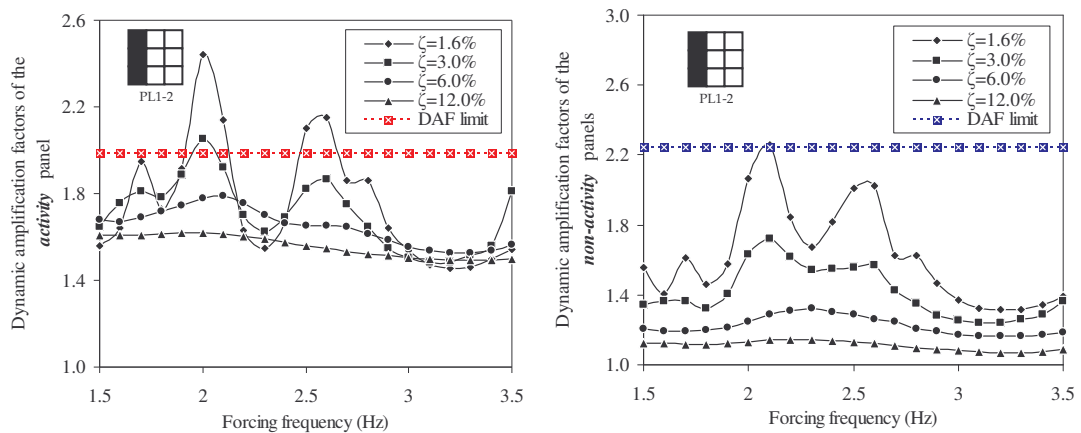 Dynamic amplification factors of the
activity panel
2.6
2.2
1.8
1.4
1.0
1.5
2
2.5
3
3.5
Forcing frequency (Hz)
PL1-2
ζ=1.6%
ζ=3.0%
ζ=6.0%
ζ=12.0%
DAF limit
Dynamic amplification factors of the
non-activity panels
3.0
2.6
2.2
1.8
1.4
1.0
1.5
2
2.5
3
3.5
Forcing frequency (Hz)
PL1-2
ζ=1.6%
ζ=3.0%
ζ=6.0%
ζ=12.0%
DAF limit